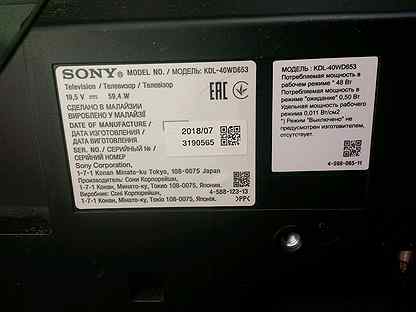 SONY® MODEL NO. / МОДЕЛЬ: KDL-40WD653
Television / Телевизор / Телевізор
19,5 V 59,4 W
СДЕЛАНО В МАЛАЙЗИИ
ВИРОБЛЕНО У МАЛАЙЗІЇ
DATE OF MANUFACTURE /
ДАТА ИЗГОТОВЛЕНИЯ /
ДАТА ВИГОТОВЛЕННЯ
2018/07
SER. NO. / СЕРИЙНЫЙ № /
СЕРІЙНИЙ НОМЕР
3190565
Sony Corporation,
1-7-1 Konan Minato-ku Tokyo, 108-0075 Japan
Изготовитель: Сони Корпорейшн,
1-7-1 Конан, Минато-ку, Токио 108-0075, Япония.
Виробник: Соні Корпорейшн,
1-7-1 Конан, Мінато-ку, Токіо 108-0075, Японія.
4-588-123-13
>PP<
EAC
МОДЕЛЬ: KDL-40WD653
Потребляемая мощность в
рабочем режиме * 48 Вт
Потребляемая мощность в
режиме "ожидание" 0,50 Вт
Удельная мощность рабочего
режима 0,011 Вт/см2
*) Режим "Выключено" не
предусмотрен изготовителем,
отсутствует.
4-598-065-11